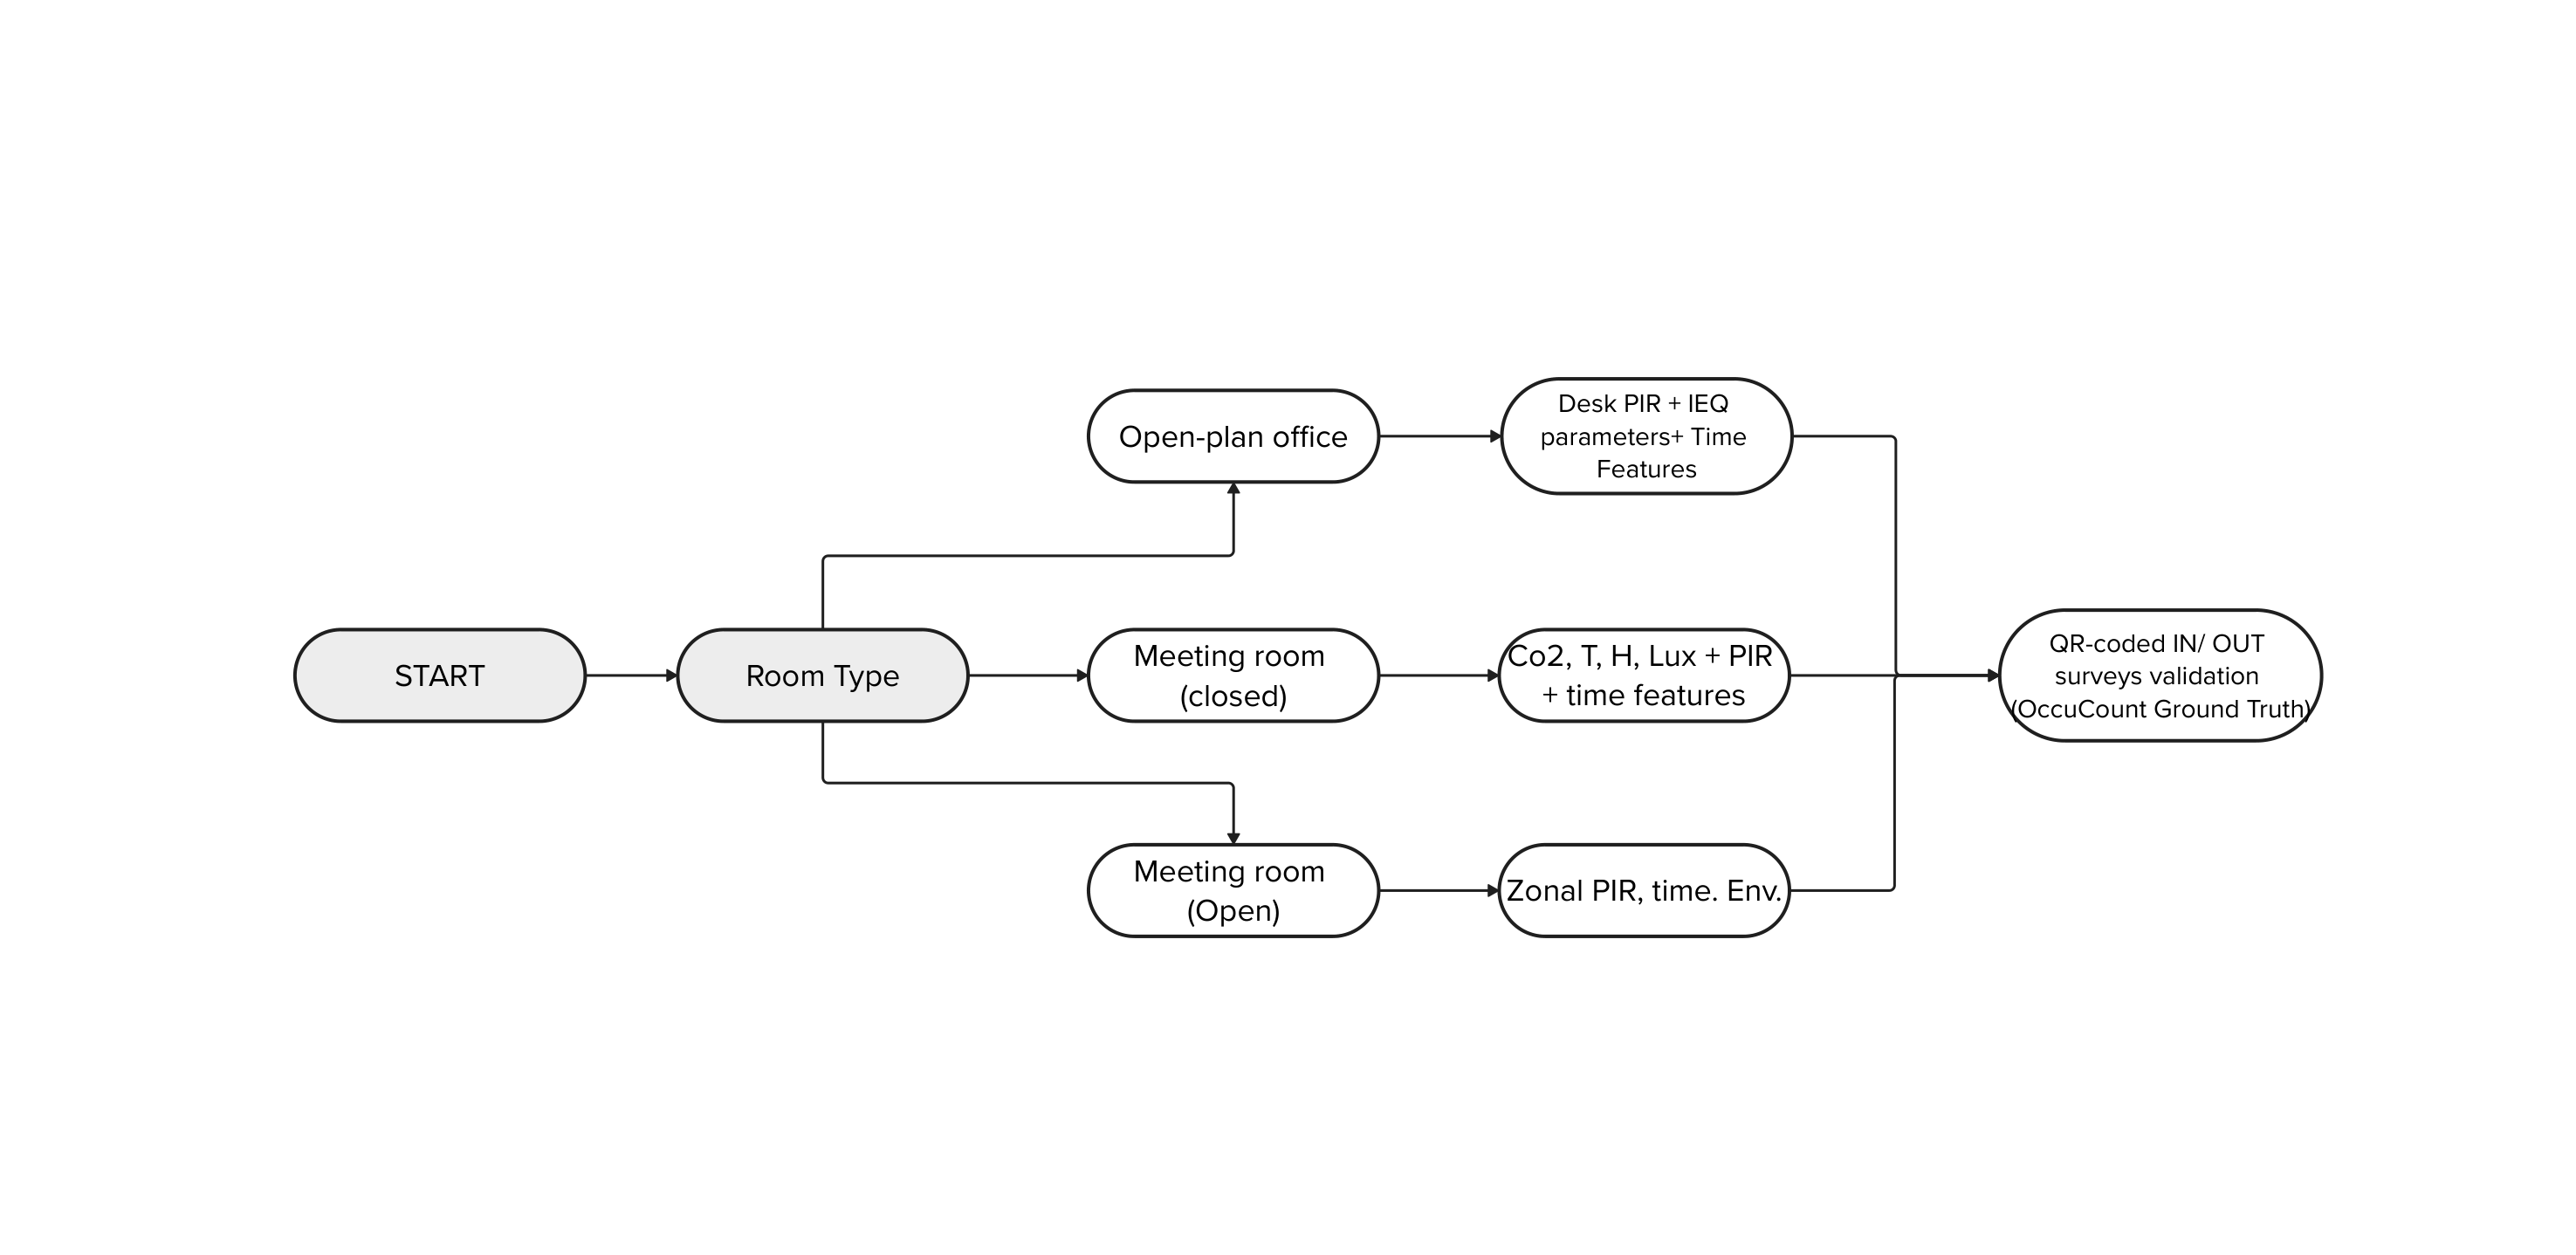 START
Room Type
Open-plan office
Desk PIR + IEQ
parameters+ Time
Features
Meeting room
(closed)
Co2, T, H, Lux + PIR
+ time features
Meeting room
(Open)
Zonal PIR, time. Env.
QR-coded IN/ OUT
surveys validation
(OccuCount Ground Truth)